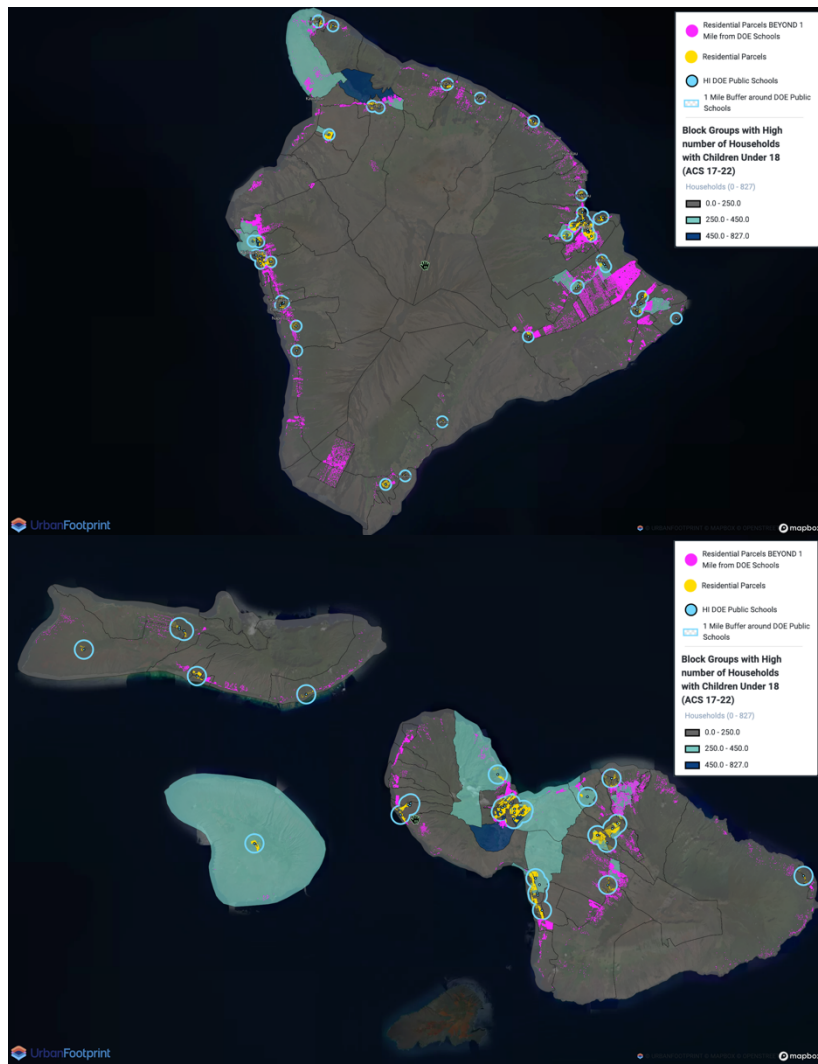 Residential Parcels BEYOND 1
Mile from DOE Schools
Residential Parcels
HI DOE Public Schools
1 Mile Buffer around DOE Public
Schools
Block Groups with High
number of Households
with Children Under 18
(ACS 17-22)
Households (0 - 827)
0.0 - 250.0
250.0 - 450.0
450.0 - 827.0
UrbanFootprint
© URBANFOOTPRINT © MAPBOX © OPENSTREE
mapbox
Residential Parcels BEYOND 1
Mile from DOE Schools
Residential Parcels
HI DOE Public Schools
1 Mile Buffer around DOE Public
Schools
Block Groups with High
number of Households
with Children Under 18
(ACS 17-22)
Households (0 - 827)
0.0 - 250.0
250.0 - 450.0
450.0 - 827.0
UrbanFootprint
mapbox